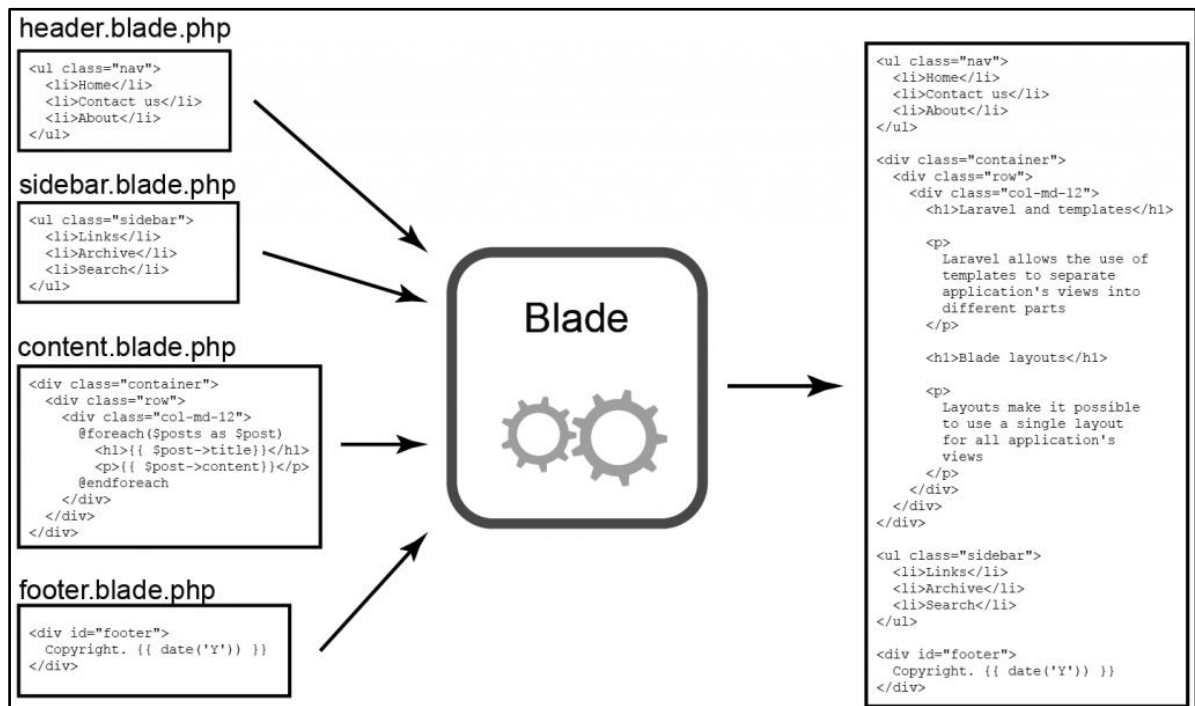 header.blade.php
<ul class="nav">
  <li>Home</li>
  <li>Contact us</li>
  <li>About</li>
</ul>
sidebar.blade.php
<ul class="sidebar">
  <li>Links</li>
  <li>Archive</li>
  <li>Search</li>
</ul>
content.blade.php
<div class="container">
  <div class="row">
    <div class="col-md-12">
      @foreach($posts as $post)
        <h1>{{ $post->title}}</h1>
        <p>{{ $post->content}}</p>
      @endforeach
    </div>
  </div>
</div>
footer.blade.php
<div id="footer">
  Copyright. {{ date('Y')) }}
</div>
Blade
<ul class="nav">
  <li>Home</li>
  <li>Contact us</li>
  <li>About</li>
</ul>
<div class="container">
  <div class="row">
    <div class="col-md-12">
      <h1>Laravel and templates</h1>
      <p>
        Laravel allows the use of
        templates to separate
        application's views into
        different parts
      </p>
      <h1>Blade layouts</h1>
      <p>
        Layouts make it possible
        to use a single layout
        for all application's
        views
      </p>
    </div>
  </div>
</div>
<ul class="sidebar">
  <li>Links</li>
  <li>Archive</li>
  <li>Search</li>
</ul>
<div id="footer">
  Copyright. {{ date('Y')) }}
</div>